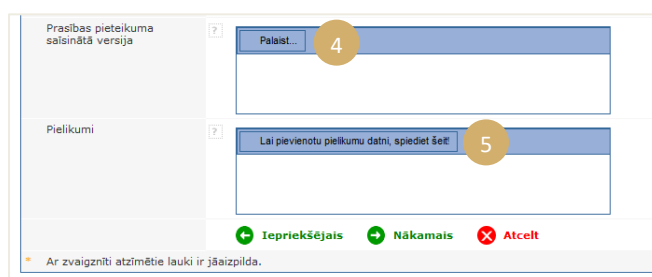 Prasības pieteikuma
saīsinātā versija
?
Palaist...
4
Pielikumi
?
Lai pievienotu pielikumu datni, spiediet šeit!
5
Iepriekšējais Nākamais Atcelt
* Ar zvaigznīti atzīmētie lauki ir jāaizpilda.